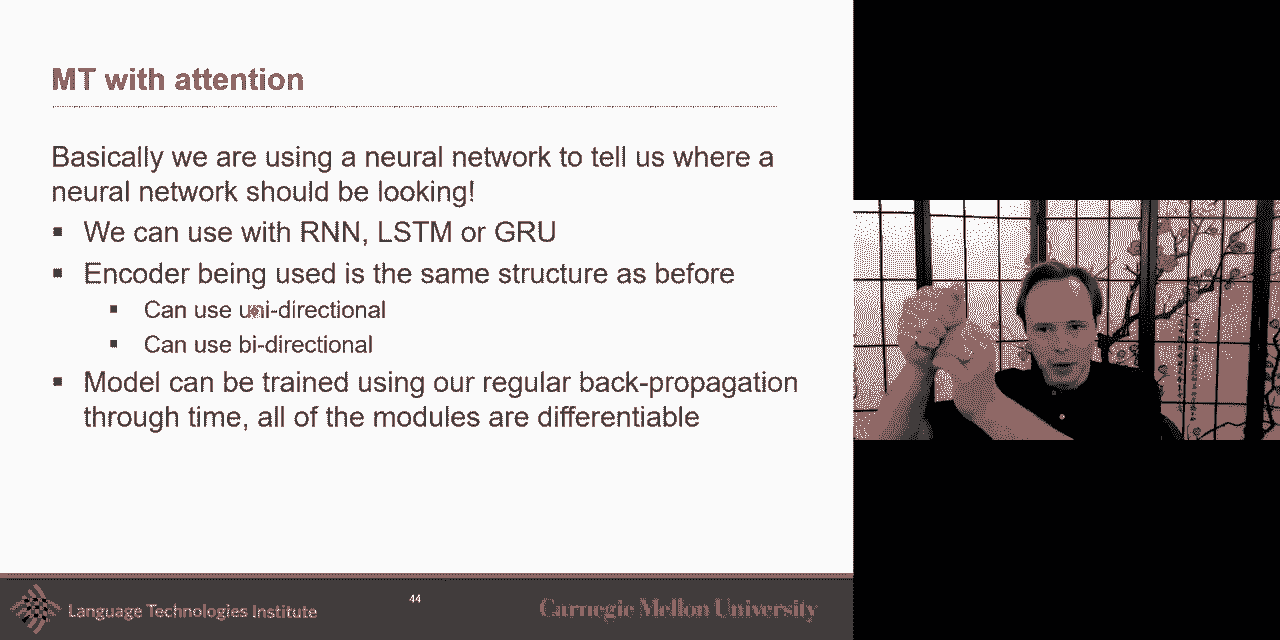 MT with attention
Basically we are using a neural network to tell us where a
neural network should be looking!
▪ We can use with RNN, LSTM or GRU
▪ Encoder being used is the same structure as before
▪ Can use uni-directional
▪ Can use bi-directional
▪ Model can be trained using our regular back-propagation
through time, all of the modules are differentiable
44
Language Technologies Institute
Carnegie Mellon University